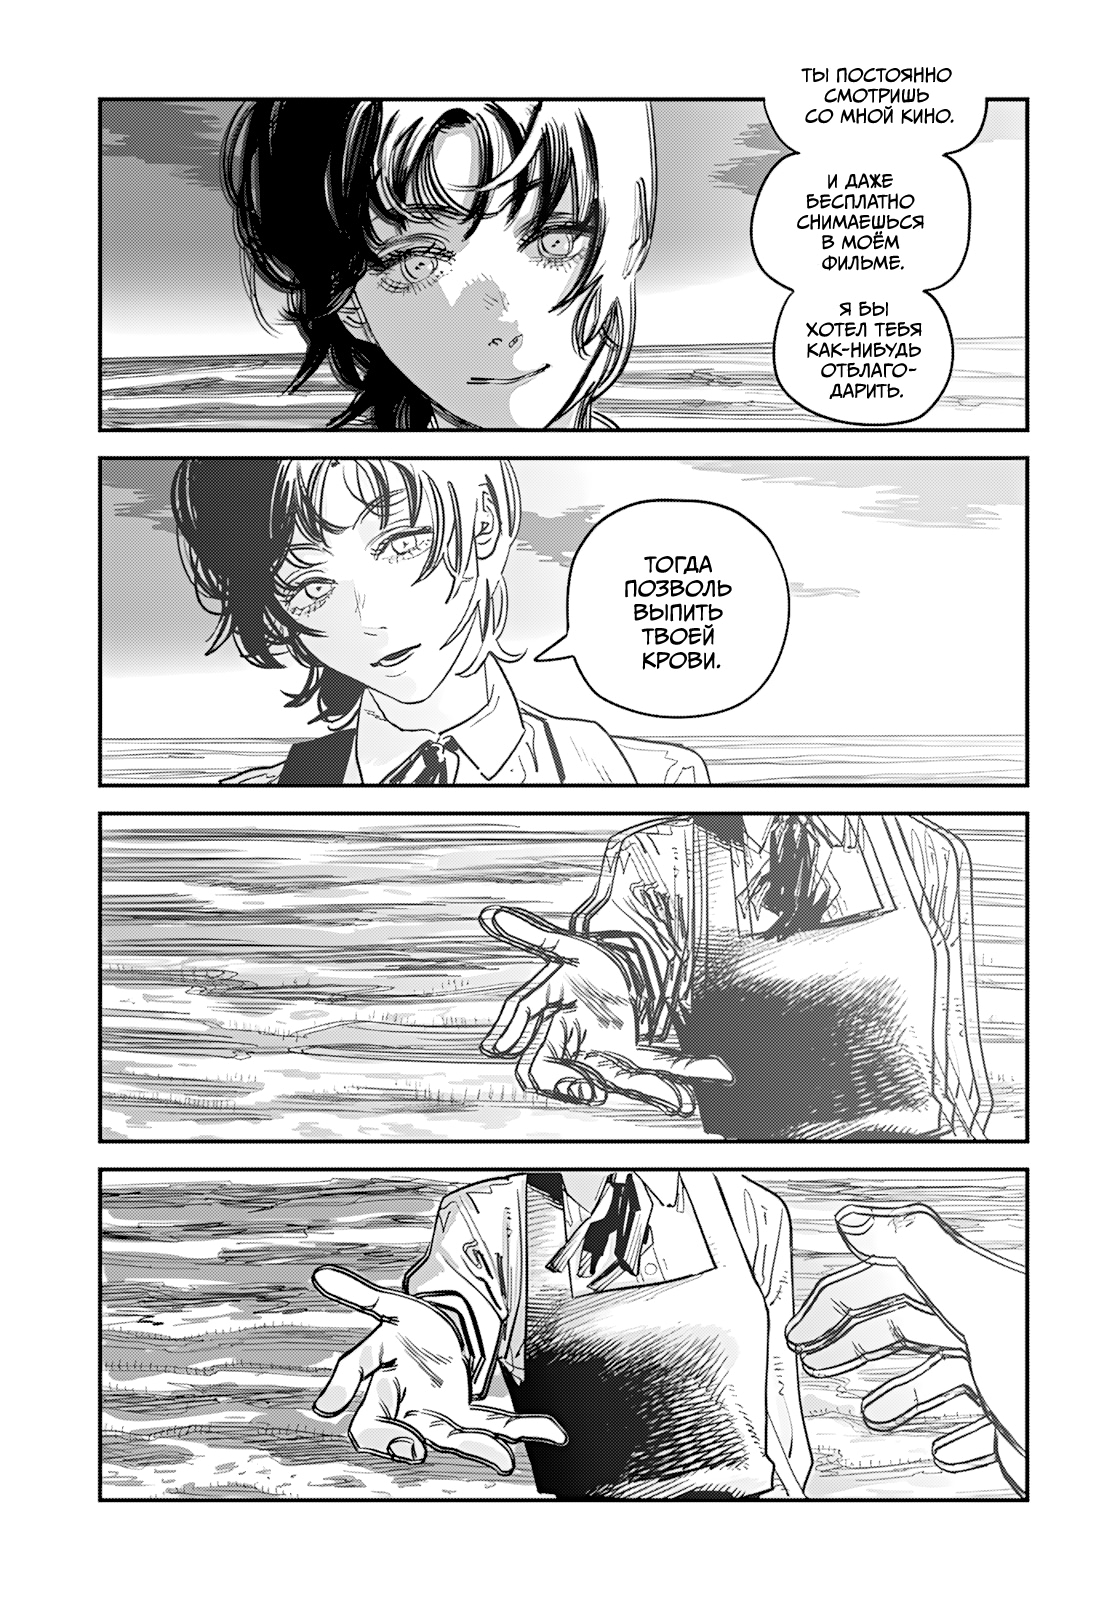 ТЫ ПОСТОЯННО
СМОТРИШЬ
СО МНОЙ КИНО.
И ДАЖЕ
БЕСПЛАТНО
СНИМАЕШЬСЯ
В МОЁМ
ФИЛЬМЕ.
Я БЫ
ХОТЕЛ ТЕБЯ
КАК-НИБУДЬ
ОТБЛАГО-
ДАРИТЬ.
ТОГДА
ПОЗВОЛЬ
ВЫПИТЬ
ТВОЕЙ
КРОВИ.